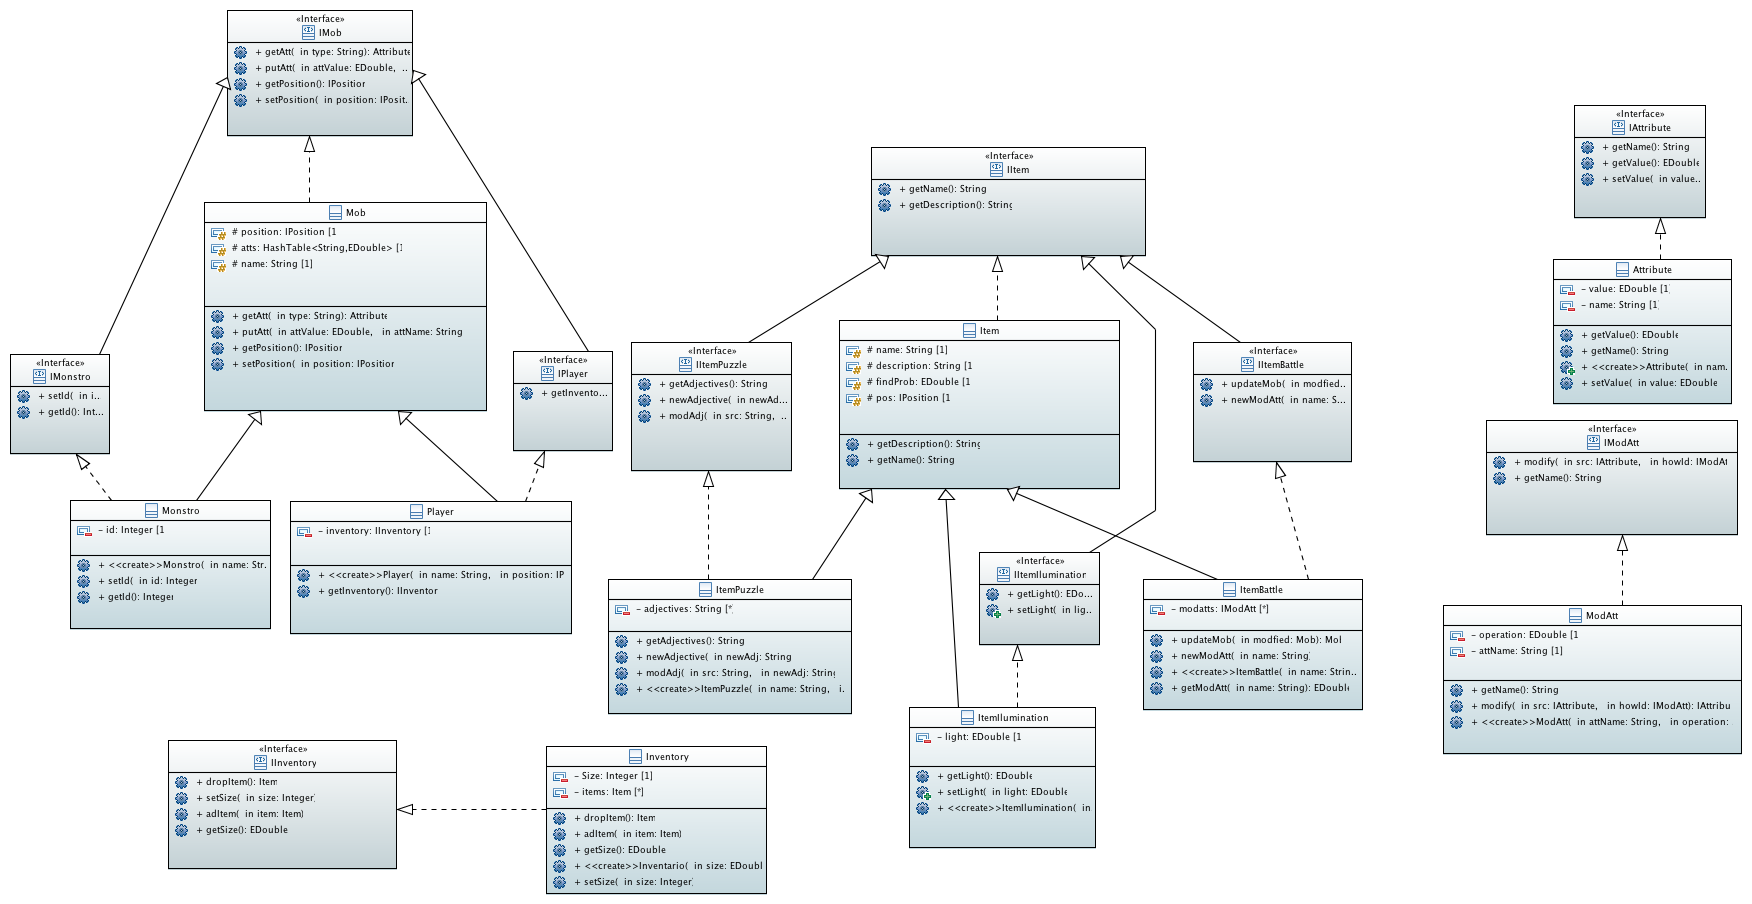 «Interface»
IMob
+ getAtt( in type: String): Attribute
+ putAtt( in attValue: EDouble, ..
+ getPosition(): IPosition
+ setPosition( in position: IPosit..
Mob
# position: IPosition [1
# atts: HashTable<String,EDouble> [1
# name: String [1]
+ getAtt( in type: String): Attribute
+ putAtt( in attValue: EDouble, in attName: String
+ getPosition(): IPosition
+ setPosition( in position: IPosition
«Interface»
IMonstro
+ setId( in i..
+ getId(): Int...
«Interface»
IPlayer
+ getInvento...
Monstro
- id: Integer [1
+ <<create>>Monstro( in name: Str..
+ setId( in id: Integer
+ getId(): Integer
Player
- inventory: IInventory [1
+ <<create>>Player( in name: String, in position: IP
+ getInventory(): IInventor
«Interface»
IItem
+ getName(): String
+ getDescription(): String
«Interface»
IItemPuzzle
+ getAdjectives(): String
+ newAdjective( in newAd...
+ modAdj( in src: String, ..
Item
# name: String [1]
# description: String [1
# findProb: EDouble [1
# pos: IPosition [1
+ getDescription(): String
+ getName(): String
«Interface»
IItemBattle
+ updateMob( in modfied...
+ newModAtt( in name: S...
ItemPuzzle
- adjectives: String [*]
+ getAdjectives(): String
+ newAdjective( in newAdj: String
+ modAdj( in src: String, in newAdj: String
+ <<create>>ItemPuzzle( in name: String, i.
«Interface»
IItemIllumination
+ getLight(): EDo...
+ setLight( in lig..
ItemBattle
- modatts: IModAtt [*]
+ updateMob( in modfied: Mob): Mol
+ newModAtt( in name: String)
+ <<create>>ItemBattle( in name: Strin..
+ getModAtt( in name: String): EDouble
ItemIllumination
- light: EDouble [1
+ getLight(): EDouble
+ setLight( in light: EDouble
+ <<create>>ItemIllumination( in
«Interface»
IAttribute
+ getName(): String
+ getValue(): EDouble
+ setValue( in value..
Attribute
- value: EDouble [1]
- name: String [1]
+ getValue(): EDouble
+ getName(): String
+ <<create>>Attribute( in nam.
+ setValue( in value: EDouble
«Interface»
IModAtt
+ modify( in src: IAttribute, in howId: IModAt
+ getName(): String
ModAtt
- operation: EDouble [1
- attName: String [1]
+ getName(): String
+ modify( in src: IAttribute, in howId: IModAtt): IAttribu
+ <<create>>ModAtt( in attName: String, in operation:
«Interface»
IInventory
+ dropItem(): Item
+ setSize( in size: Integer)
+ adItem( in item: Item)
+ getSize(): EDouble
Inventory
- Size: Integer [1]
- items: Item [*]
+ dropItem(): Item
+ adItem( in item: Item)
+ getSize(): EDouble
+ <<create>>Inventario( in size: EDoubl
+ setSize( in size: Integer)